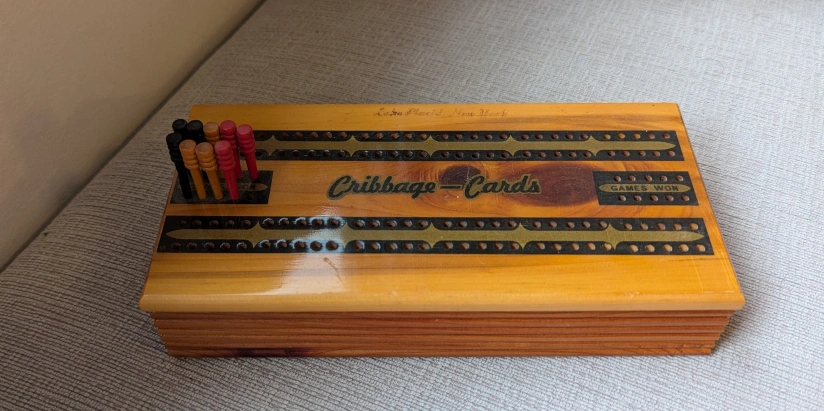 Lake Placid, New York
Cribbage—Cards
GAMES WON